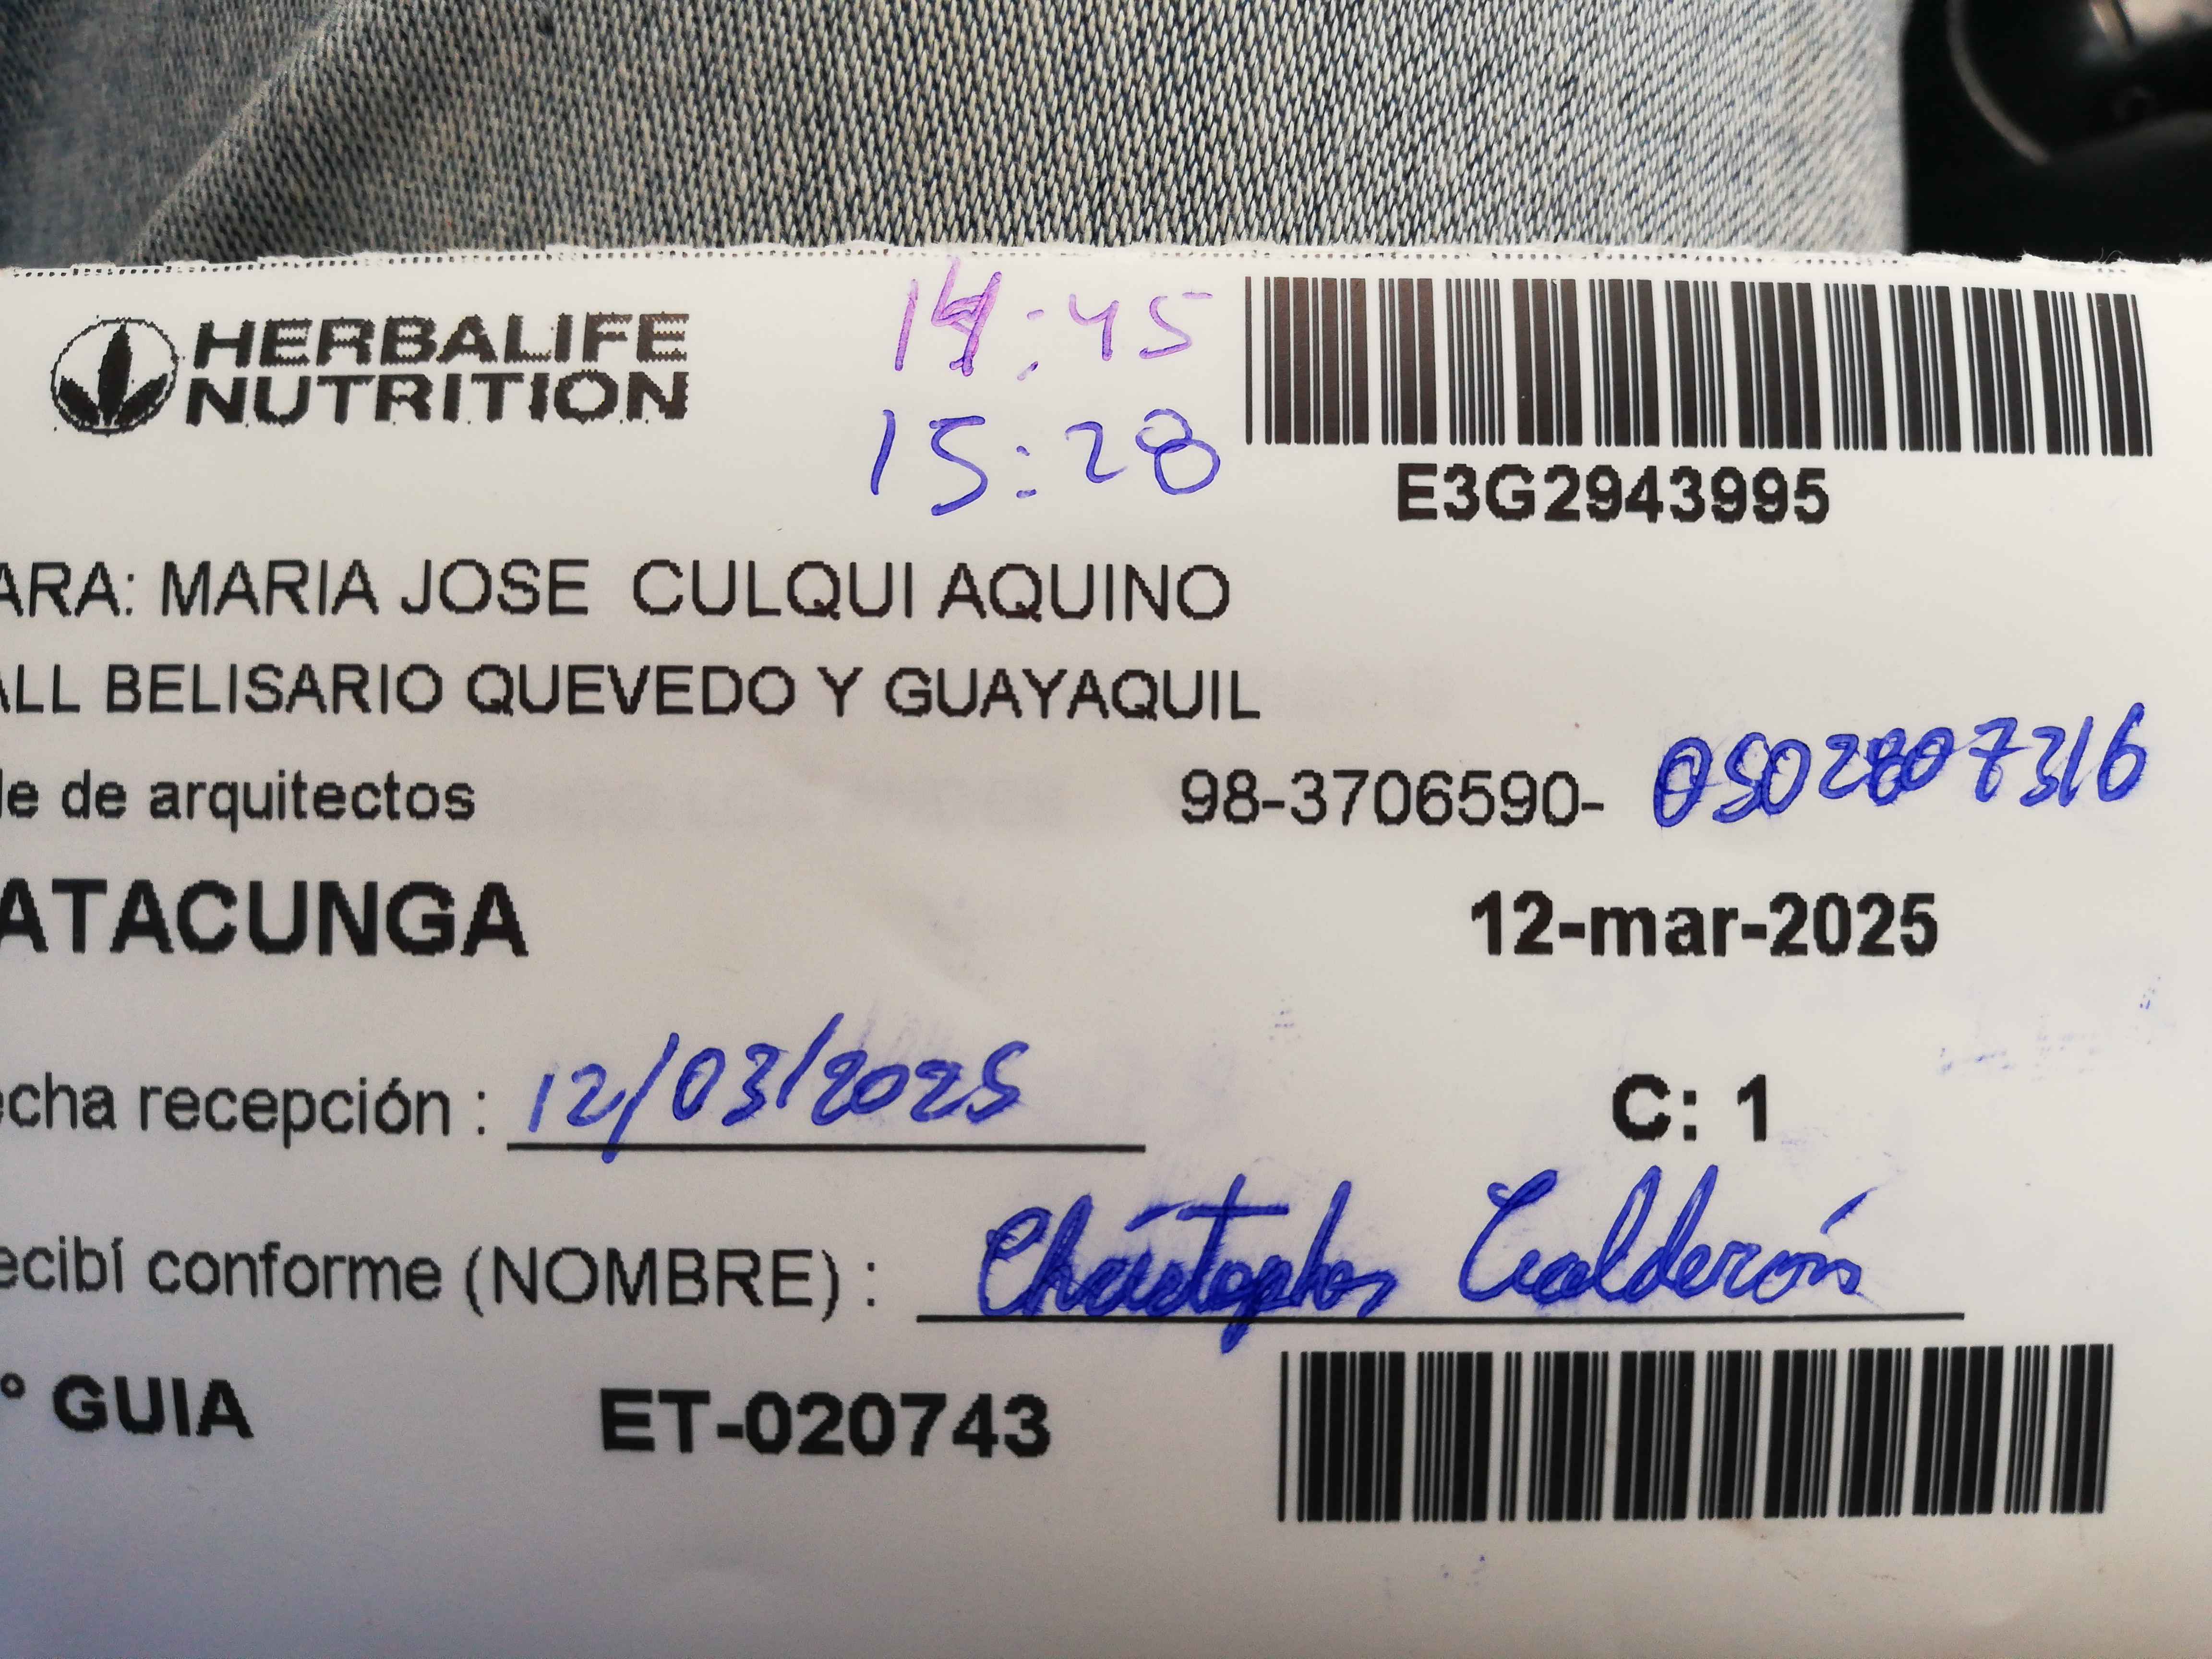 HERBALIFE
NUTRITION
14:45
15:28
E3G2943995
ARA: MARIA JOSE CULQUI AQUINO
ALL BELISARIO QUEVEDO Y GUAYAQUIL
le de arquitectos 98-3706590- 0502807316
ATACUNGA 12-mar-2025
echa recepción : 12/03/2025 C: 1
ecibí conforme (NOMBRE) : Christopher Calderón
° GUIA ET-020743